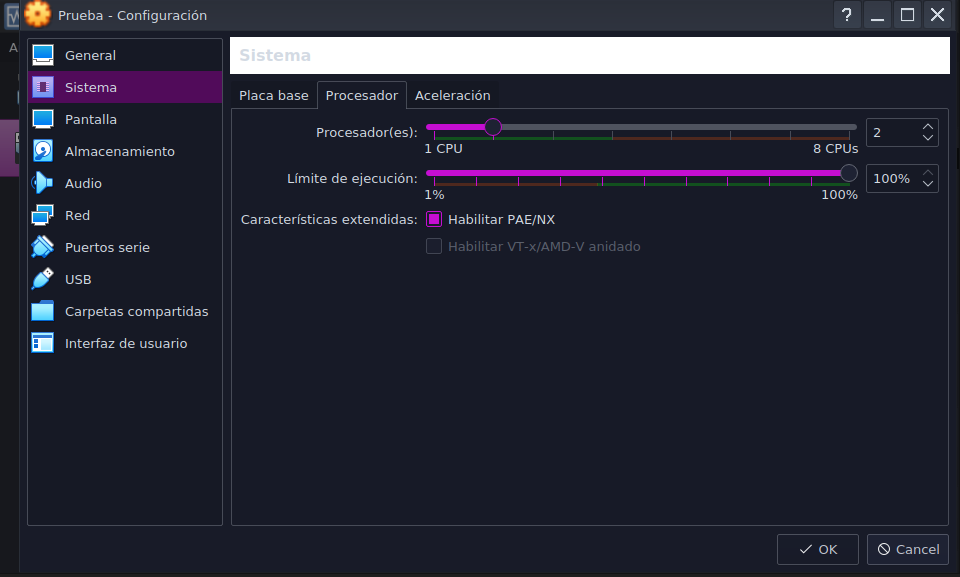 Prueba - Configuración
General
Sistema
Pantalla
Almacenamiento
Audio
Red
Puertos serie
USB
Carpetas compartidas
Interfaz de usuario
Sistema
Placa base Procesador Aceleración
Procesador(es): 2
1 CPU 8 CPUs
Límite de ejecución: 100%
1% 100%
Características extendidas: Habilitar PAE/NX
Habilitar VT-x/AMD-V anidado
OK Cancel